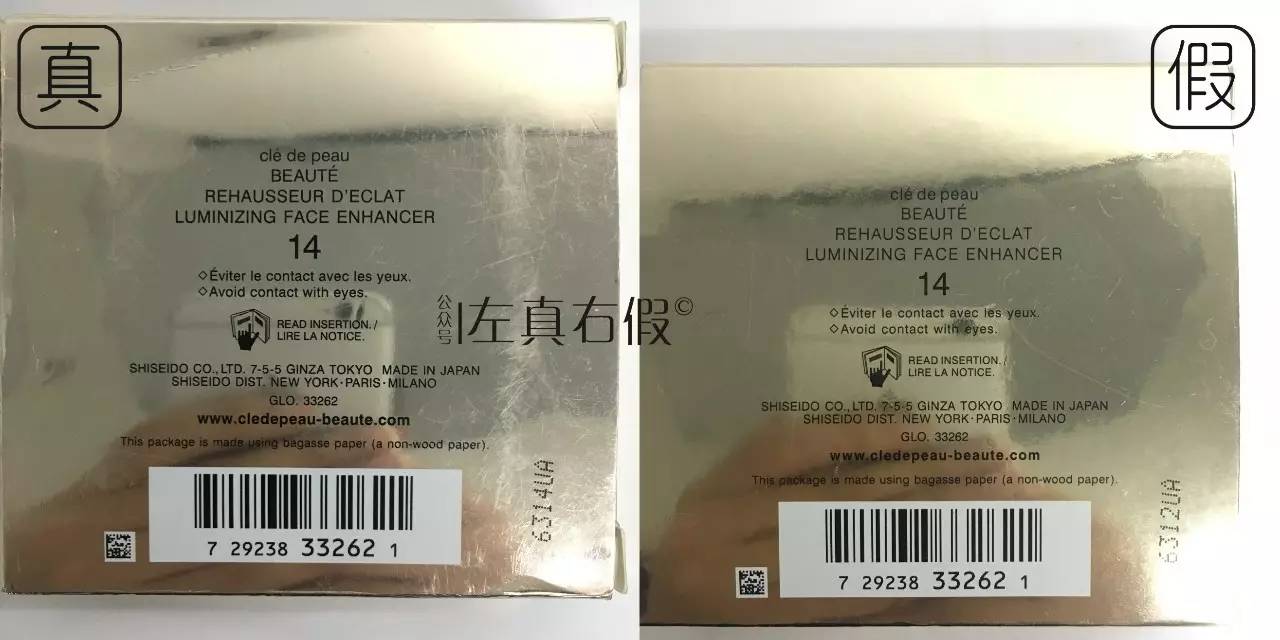 真
clé de peau
BEAUTÉ
REHAUSSEUR D'ECLAT
LUMINIZING FACE ENHANCER
14
◇Éviter le contact avec les yeux.
◇Avoid contact with eyes.
READ INSERTION./
LIRE LA NOTICE.
SHISEIDO CO., LTD. 7-5-5 GINZA TOKYO MADE IN JAPAN
SHISEIDO DIST. NEW YORK·PARIS·MILANO
GLO. 33262
www.cledepeau-beaute.com
This package is made using bagasse paper (a non-wood paper).
6314UA
7 29238 33262 1
公众号
左真右假©
假
clé de peau
BEAUTÉ
REHAUSSEUR D'ECLAT
LUMINIZING FACE ENHANCER
14
◇Éviter le contact avec les yeux.
◇Avoid contact with eyes.
READ INSERTION./
LIRE LA NOTICE.
SHISEIDO CO., LTD. 7-5-5 GINZA TOKYO MADE IN JAPAN
SHISEIDO DIST. NEW YORK·PARIS·MILANO
GLO. 33262
www.cledepeau-beaute.com
This package is made using bagasse paper (a non-wood paper).
6312UA
7 29238 33262 1